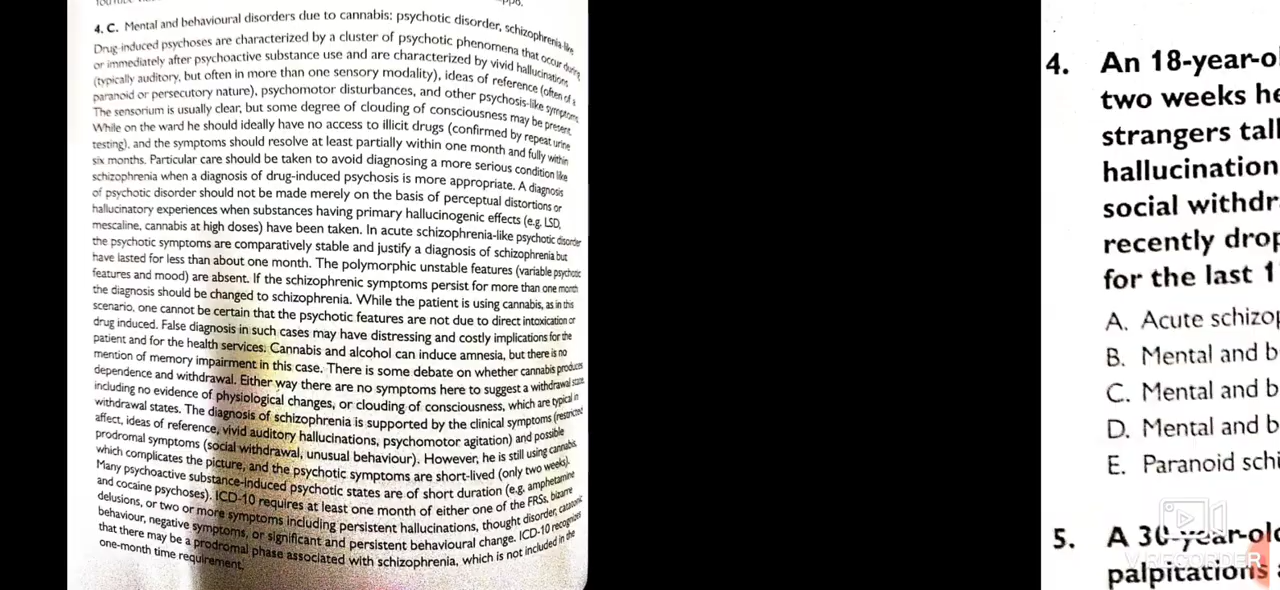 4. C. Mental and behavioural disorders due to cannabis: psychotic disorder, schizophrenia-like
Drug-induced psychoses are characterized by a cluster of psychotic phenomena that occur during
or immediately after psychoactive substance use and are characterized by vivid hallucinations
(typically auditory, but often in more than one sensory modality), ideas of reference (often of a
paranoid or persecutory nature), psychomotor disturbances, and other psychosis-like symptoms.
The sensorium is usually clear, but some degree of clouding of consciousness may be present.
While on the ward he should ideally have no access to illicit drugs (confirmed by repeat urine
testing), and the symptoms should resolve at least partially within one month and fully within
six months. Particular care should be taken to avoid diagnosing a more serious condition like
schizophrenia when a diagnosis of drug-induced psychosis is more appropriate. A diagnosis
of psychotic disorder should not be made merely on the basis of perceptual distortions or
hallucinatory experiences when substances having primary hallucinogenic effects (e.g. LSD,
mescaline, cannabis at high doses) have been taken. In acute schizophrenia-like psychotic disorder
the psychotic symptoms are comparatively stable and justify a diagnosis of schizophrenia but
have lasted for less than about one month. The polymorphic unstable features (variable psychotic
features and mood) are absent. If the schizophrenic symptoms persist for more than one month
the diagnosis should be changed to schizophrenia. While the patient is using cannabis, as in this
scenario, one cannot be certain that the psychotic features are not due to direct intoxication or
drug induced. False diagnosis in such cases may have distressing and costly implications for the
patient and for the health services. Cannabis and alcohol can induce amnesia, but there is no
mention of memory impairment in this case. There is some debate on whether cannabis produces
dependence and withdrawal. Either way there are no symptoms here to suggest a withdrawal state
including no evidence of physiological changes, or clouding of consciousness, which are typical in
withdrawal states. The diagnosis of schizophrenia is supported by the clinical symptoms (restricted
affect, ideas of reference, vivid auditory hallucinations, psychomotor agitation) and possible
prodromal symptoms (social withdrawal, unusual behaviour). However, he is still using cannabis,
which complicates the picture, and the psychotic symptoms are short-lived (only two weeks).
Many psychoactive substance-induced psychotic states are of short duration (e.g. amphetamine
and cocaine psychoses). ICD-10 requires at least one month of either one of the FRSs, bizarre
delusions, or two or more symptoms including persistent hallucinations, thought disorder, catatonic
behaviour, negative symptoms, or significant and persistent behavioural change. ICD-10 recognizes
that there may be a prodromal phase associated with schizophrenia, which is not included in the
one-month time requirement.
4. An 18-year-o
two weeks he
strangers tall
hallucination
social withdr
recently drop
for the last 1
A. Acute schizop
B. Mental and b
C. Mental and b
D. Mental and b
E. Paranoid schi
5. A 30-year-old
palpitations
V RECORDER